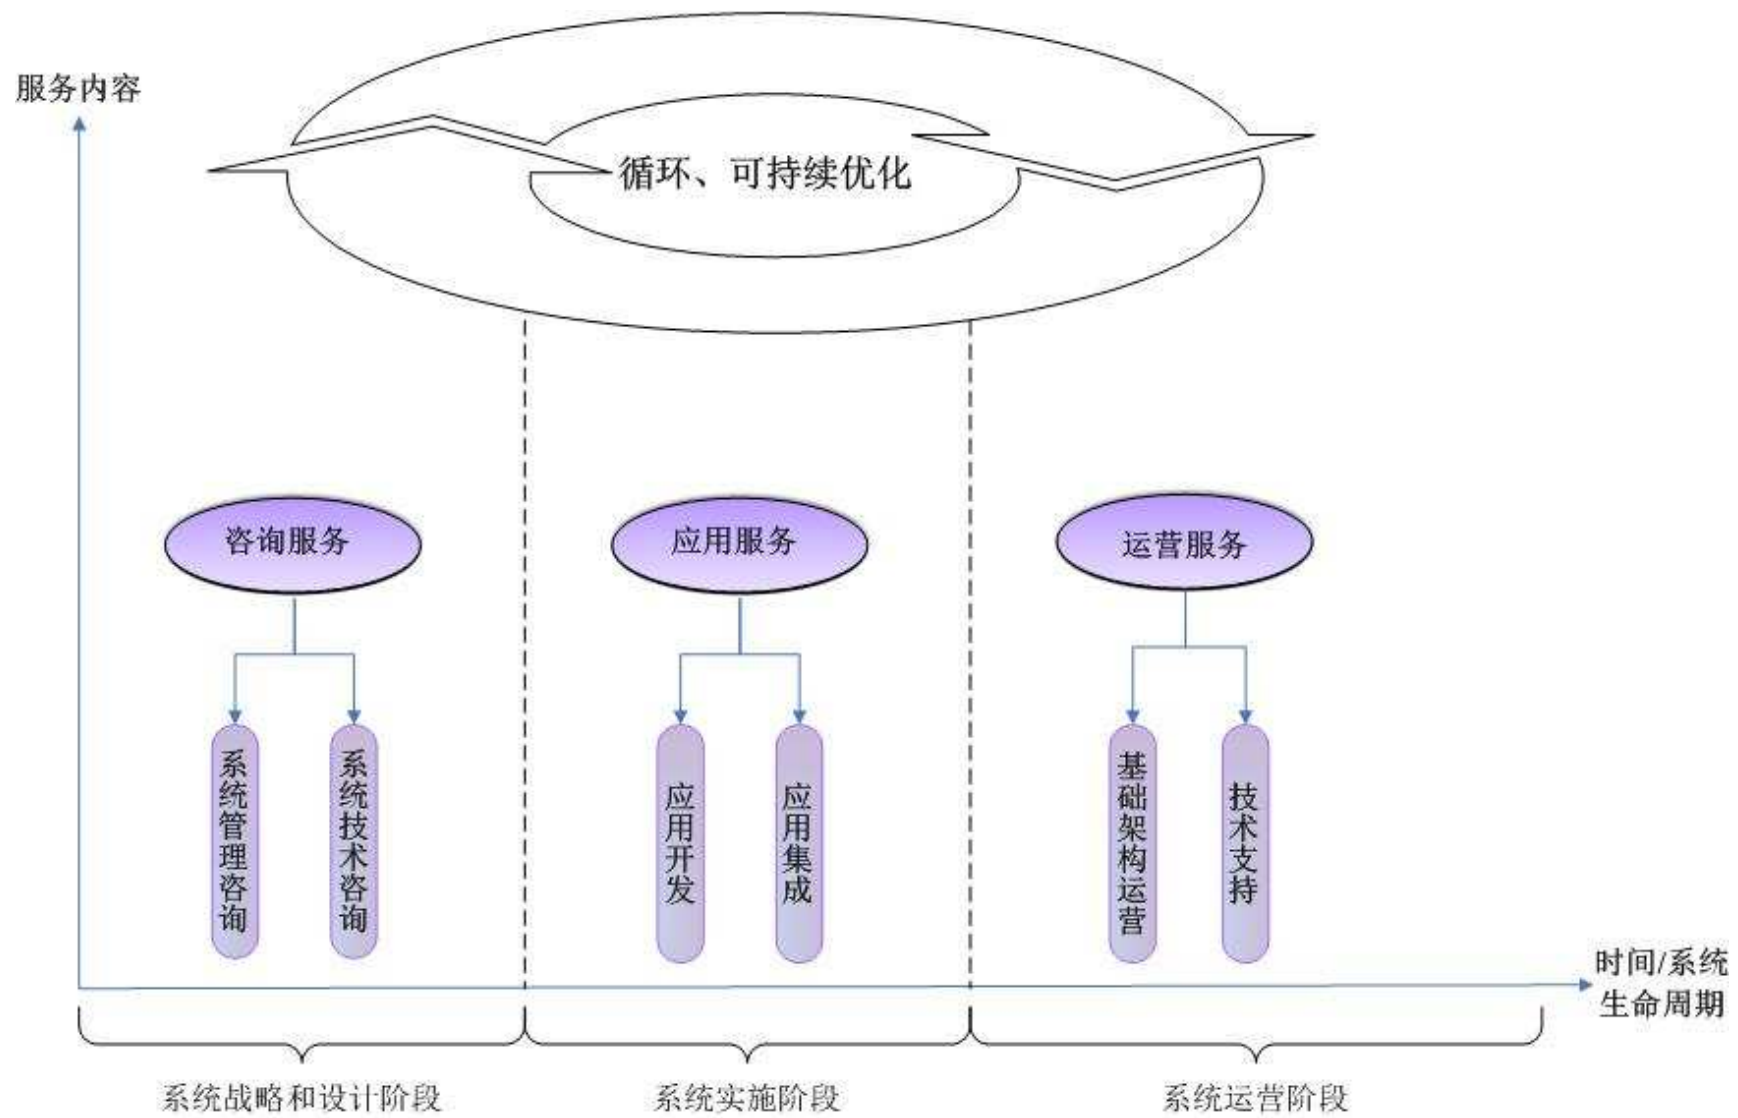 服务内容
循环、可持续优化
咨询服务
应用服务
运营服务
系统管理咨询
系统技术咨询
应用开发
应用集成
基础架构运营
技术支持
时间/系统
生命周期
系统战略和设计阶段
系统实施阶段
系统运营阶段